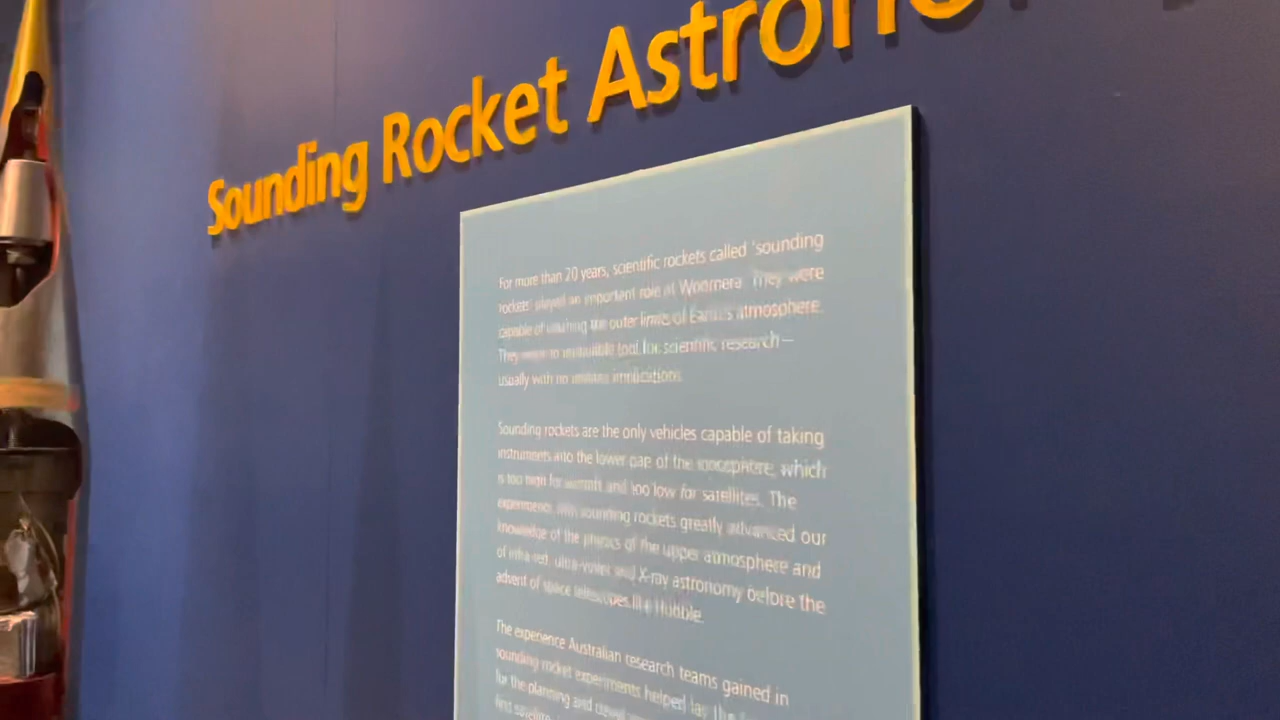 Sounding Rocket Astrono
For more than 20 years, scientific rockets called 'sounding
rockets' played an important role at Woomera. They were
capable of reaching the outer limits of Earth's atmosphere.
They were an tool for scientific research —
usually with no implications.
Sounding rockets are the only vehicles capable of taking
instruments into the lower part of the ionosphere, which
is too high for and too low for satellites. The
experiments sounding rockets greatly advanced our
knowledge of the physics of the upper atmosphere and
of infra-red, ultra-violet and X-ray astronomy before the
advent of space telescopes like Hubble.
The experience Australian research teams gained in
sounding rocket experiments helped lay the
for the planning and
first satellite